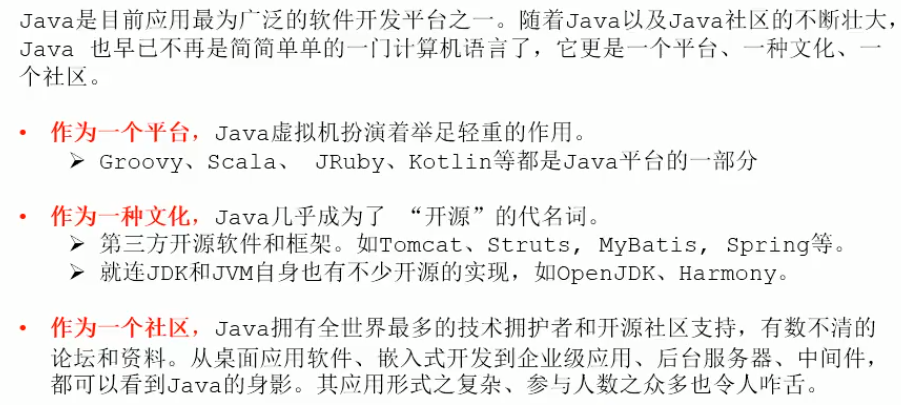 Java是目前应用最为广泛的软件开发平台之一。随着Java以及Java社区的不断壮大，
Java 也早已不再是简简单单的一门计算机语言了，它更是一个平台、一种文化、一
个社区。
• 作为一个平台，Java虚拟机扮演着举足轻重的作用。
➢ Groovy、Scala、 JRuby、Kotlin等都是Java平台的一部分
• 作为一种文化，Java几乎成为了 “开源”的代名词。
➢ 第三方开源软件和框架。如Tomcat、Struts, MyBatis, Spring等。
➢ 就连JDK和JVM自身也有不少开源的实现，如OpenJDK、Harmony。
• 作为一个社区，Java拥有全世界最多的技术拥护者和开源社区支持，有数不清的
论坛和资料。从桌面应用软件、嵌入式开发到企业级应用、后台服务器、中间件，
都可以看到Java的身影。其应用形式之复杂、参与人数之众多也令人咋舌。